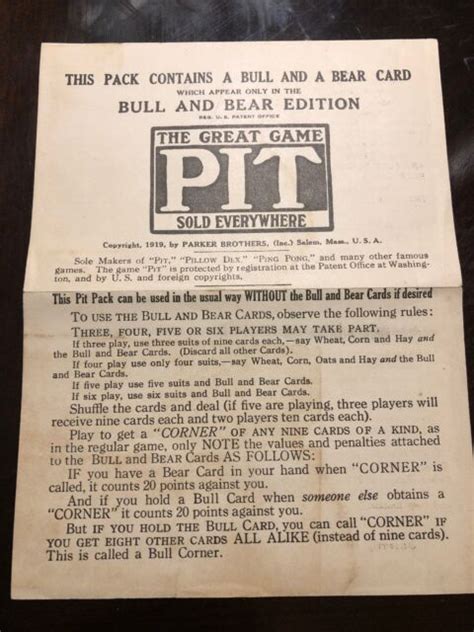 THIS PACK CONTAINS A BULL AND A BEAR CARD
WHICH APPEAR ONLY IN THE
BULL AND BEAR EDITION
REG. U. S. PATENT OFFICE
THE GREAT GAME
PIT
SOLD EVERYWHERE
Copyright, 1919, by PARKER BROTHERS, (Inc.) Salem, Mass., U. S. A.
Sole Makers of "PIT," "PILLOW DEX," "PING PONG," and many other famous
games. The game "PIT" is protected by registration at the Patent Office at Washing-
ton, and by U. S. and foreign copyrights.
This Pit Pack can be used in the usual way WITHOUT the Bull and Bear Cards if desired
TO USE THE BULL AND BEAR CARDS, observe the following rules:
THREE, FOUR, FIVE OR SIX PLAYERS MAY TAKE PART.
If three play, use three suits of nine cards each,—say Wheat, Corn and Hay and
the Bull and Bear Cards. (Discard all other Cards).
If four play use only four suits,—say Wheat, Corn, Oats and Hay and the Bull
and Bear Cards.
If five play use five suits and Bull and Bear Cards.
If six play, use six suits and Bull and Bear Cards.
Shuffle the cards and deal (if five are playing, three players will
receive nine cards each and two players ten cards each).
Play to get a "CORNER" OF ANY NINE CARDS OF A KIND, as
in the regular game, only NOTE the values and penalties attached
to the BULL AND BEAR CARDS AS FOLLOWS:
IF you have a Bear Card in your hand when "CORNER" is
called, it counts 20 points against you.
And if you hold a Bull Card when someone else obtains a
"CORNER" it counts 20 points against you.
But IF YOU HOLD THE BULL CARD, you can call "CORNER" IF
YOU GET EIGHT OTHER CARDS ALL ALIKE (instead of nine cards).
This is called a Bull Corner.